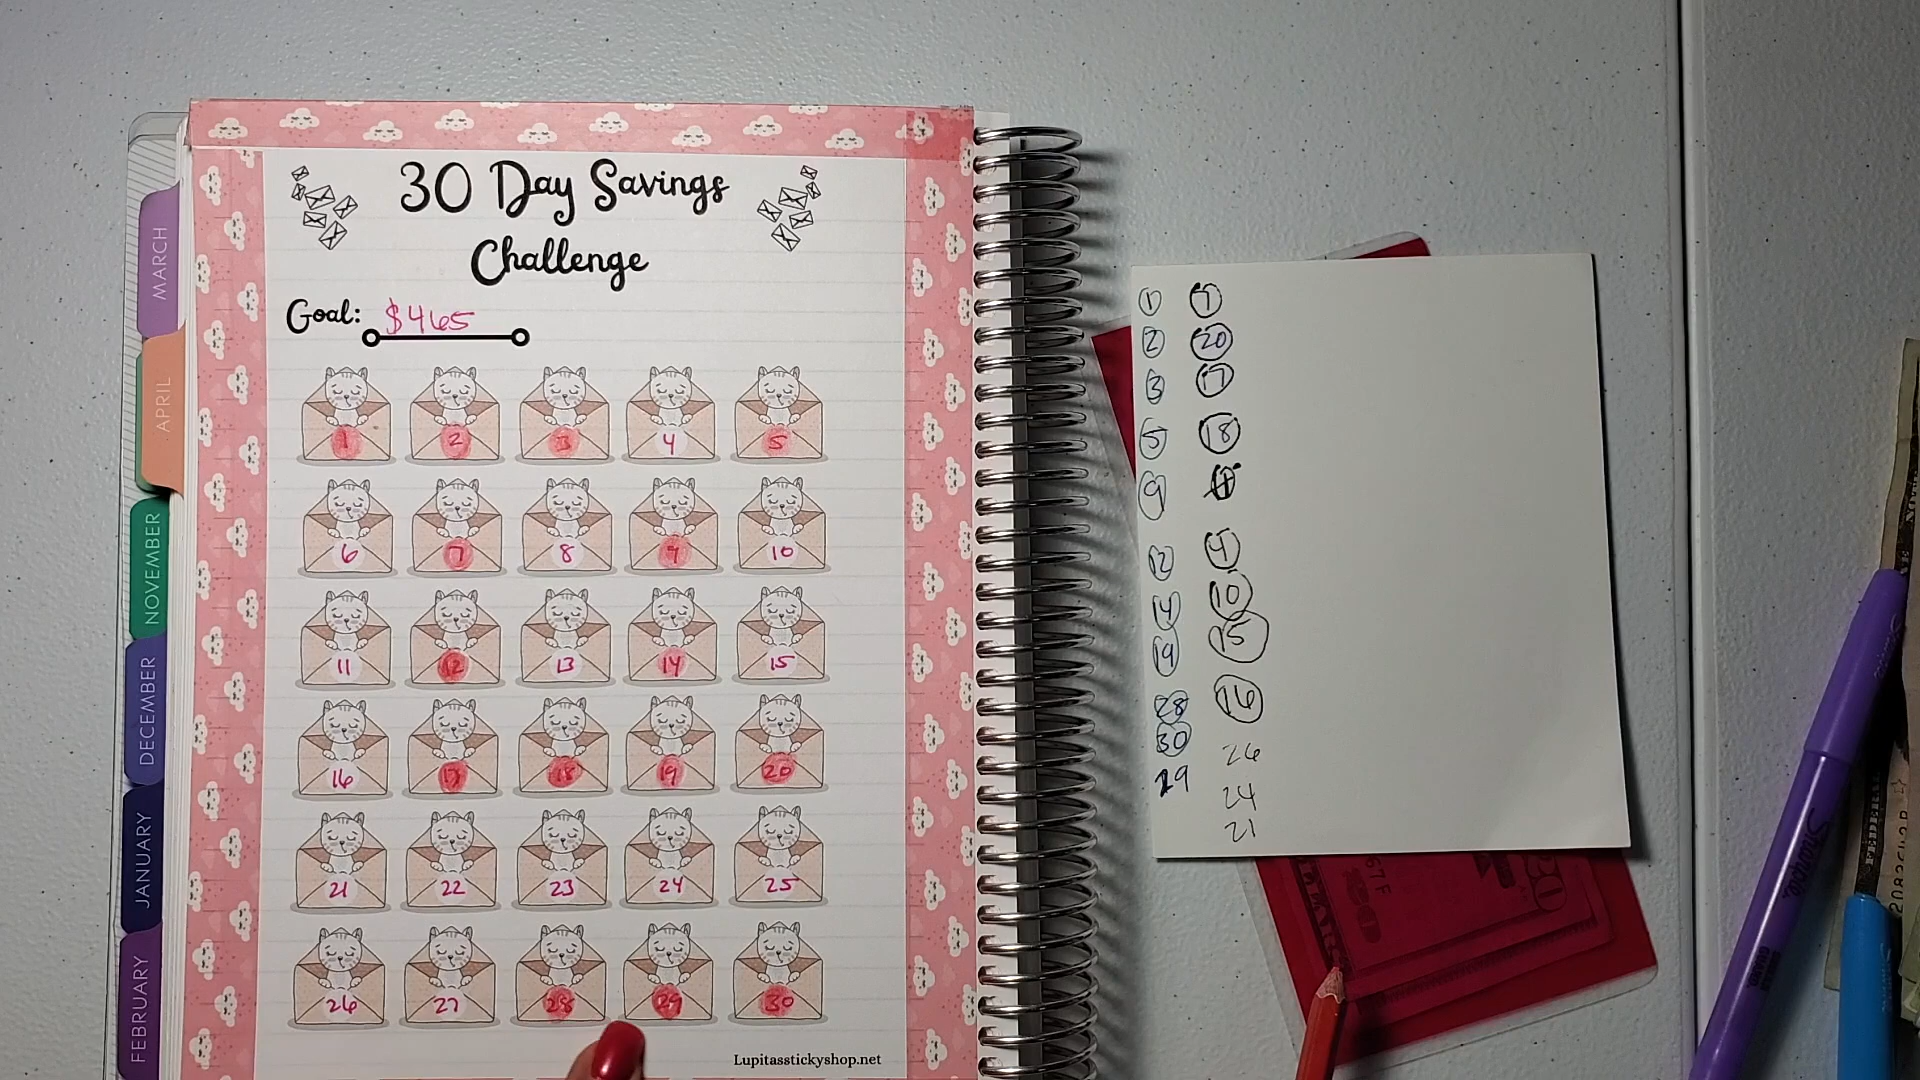 30 Day Savings
Challenge
Goal: $465
1 2 3 4 5
6 7 8 9 10
11 12 13 14 15
16 17 18 19 20
21 22 23 24 25
26 27 28 29 30
Lupitasstickyshop.net
MARCH
APRIL
NOVEMBER
DECEMBER
JANUARY
FEBRUARY
1 7
2 20
3 17
5 18
9
12 4
14 10
19 15
28 16
30 26
29 24
21
Sharpie